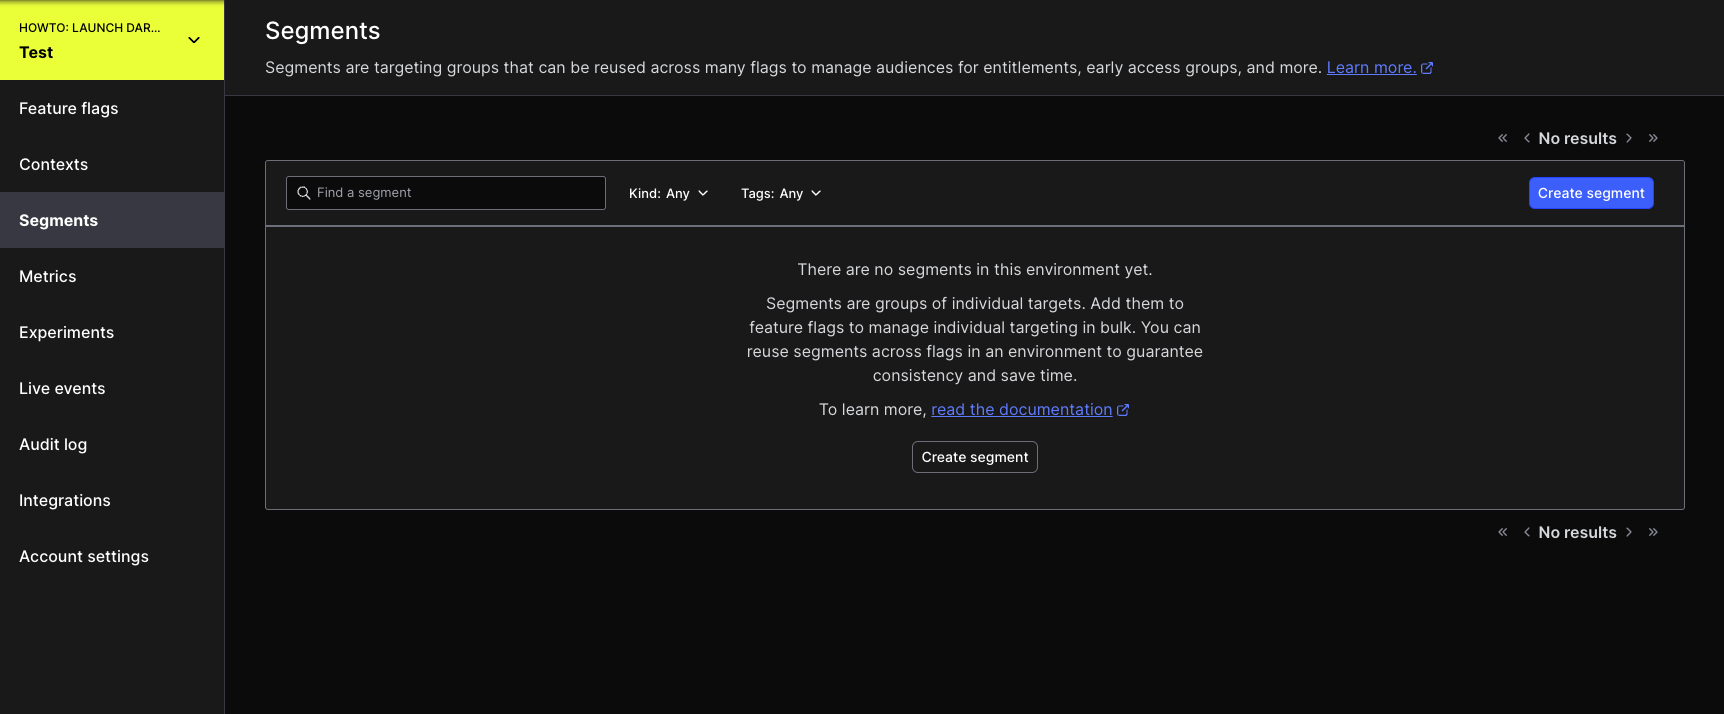 HOWTO: LAUNCH DAR...
Test
Feature flags
Contexts
Segments
Metrics
Experiments
Live events
Audit log
Integrations
Account settings
Segments
Segments are targeting groups that can be reused across many flags to manage audiences for entitlements, early access groups, and more. Learn more.
« < No results > »
Find a segment
Kind: Any
Tags: Any
Create segment
There are no segments in this environment yet.
Segments are groups of individual targets. Add them to
feature flags to manage individual targeting in bulk. You can
reuse segments across flags in an environment to guarantee
consistency and save time.
To learn more, read the documentation
Create segment
« < No results > »